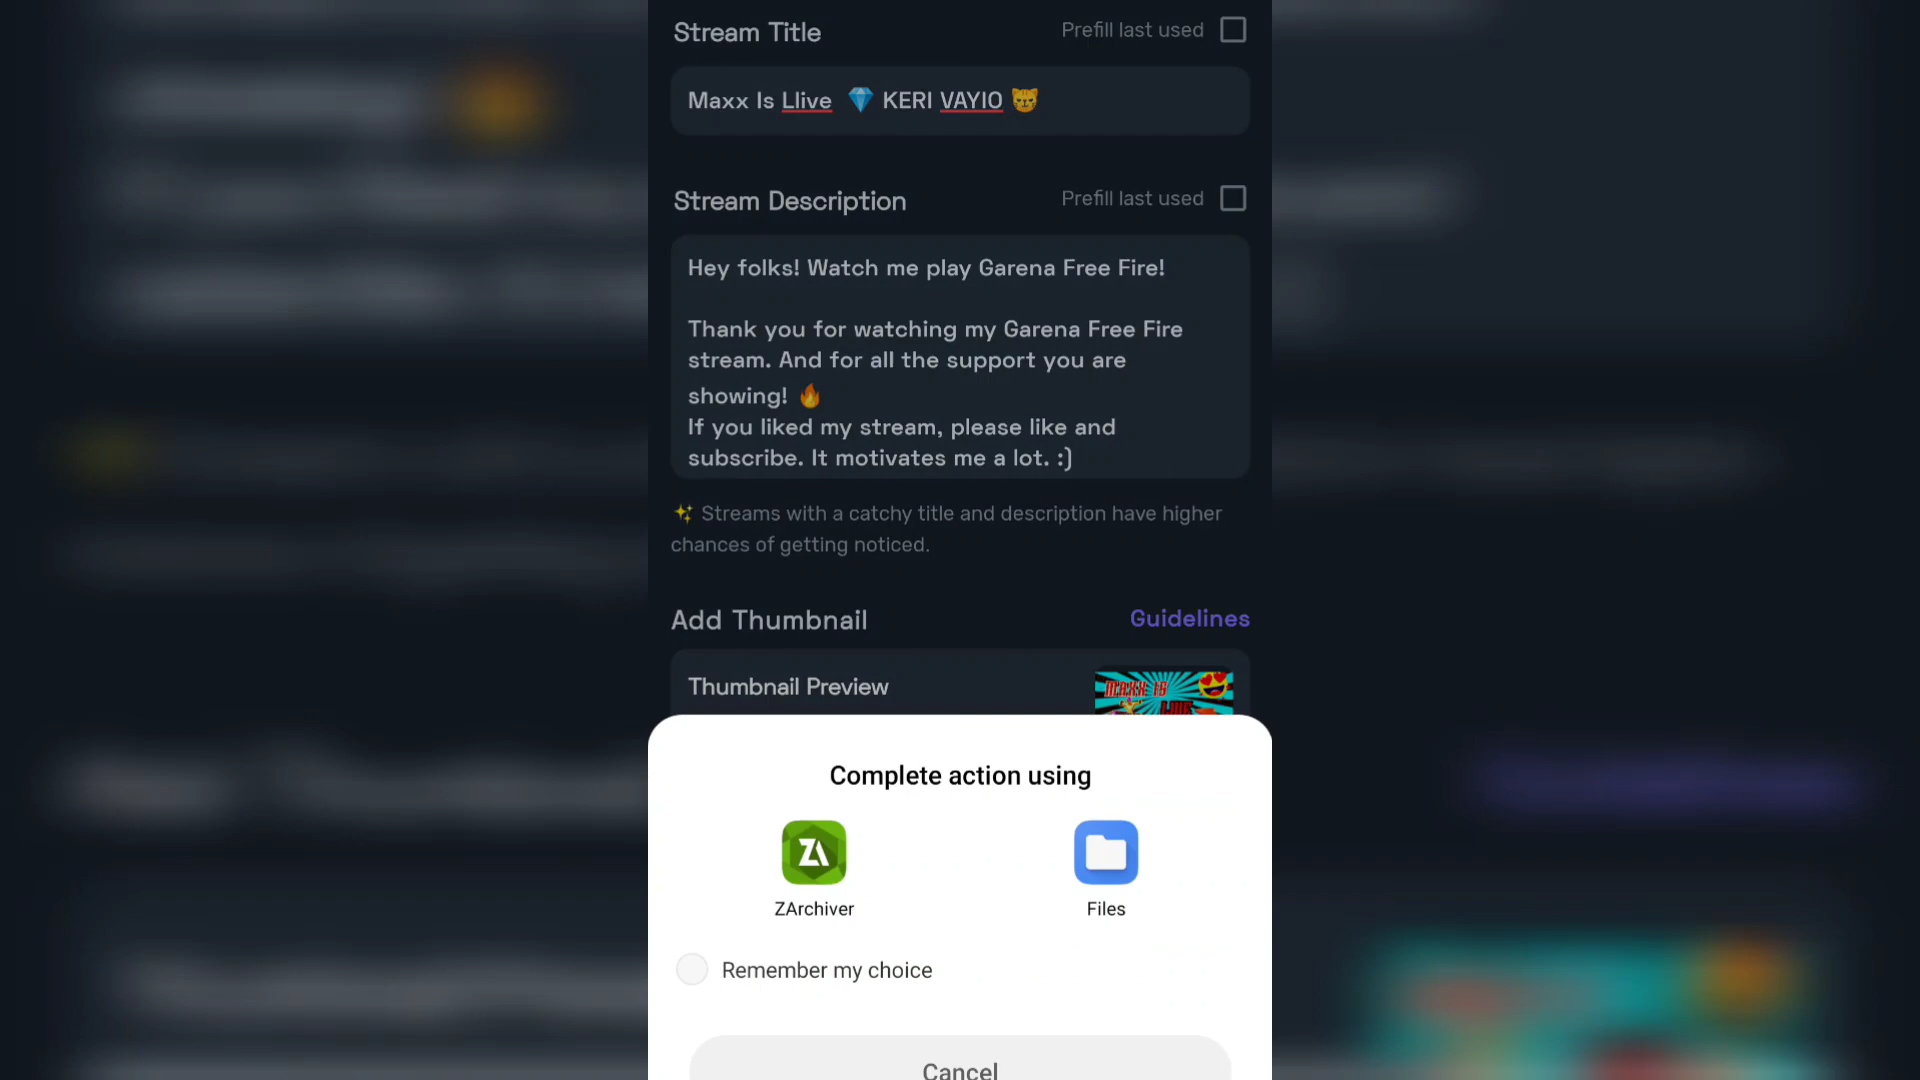 Stream Title
Prefill last used
Maxx Is Llive 💎 KERI VAYIO 😼
Stream Description
Prefill last used
Hey folks! Watch me play Garena Free Fire!
Thank you for watching my Garena Free Fire
stream. And for all the support you are
showing! 🔥
If you liked my stream, please like and
subscribe. It motivates me a lot. :)
✨ Streams with a catchy title and description have higher
chances of getting noticed.
Add Thumbnail
Guidelines
Thumbnail Preview
MAXX IS
LIVE
Complete action using
ZArchiver
Files
Remember my choice
Cancel